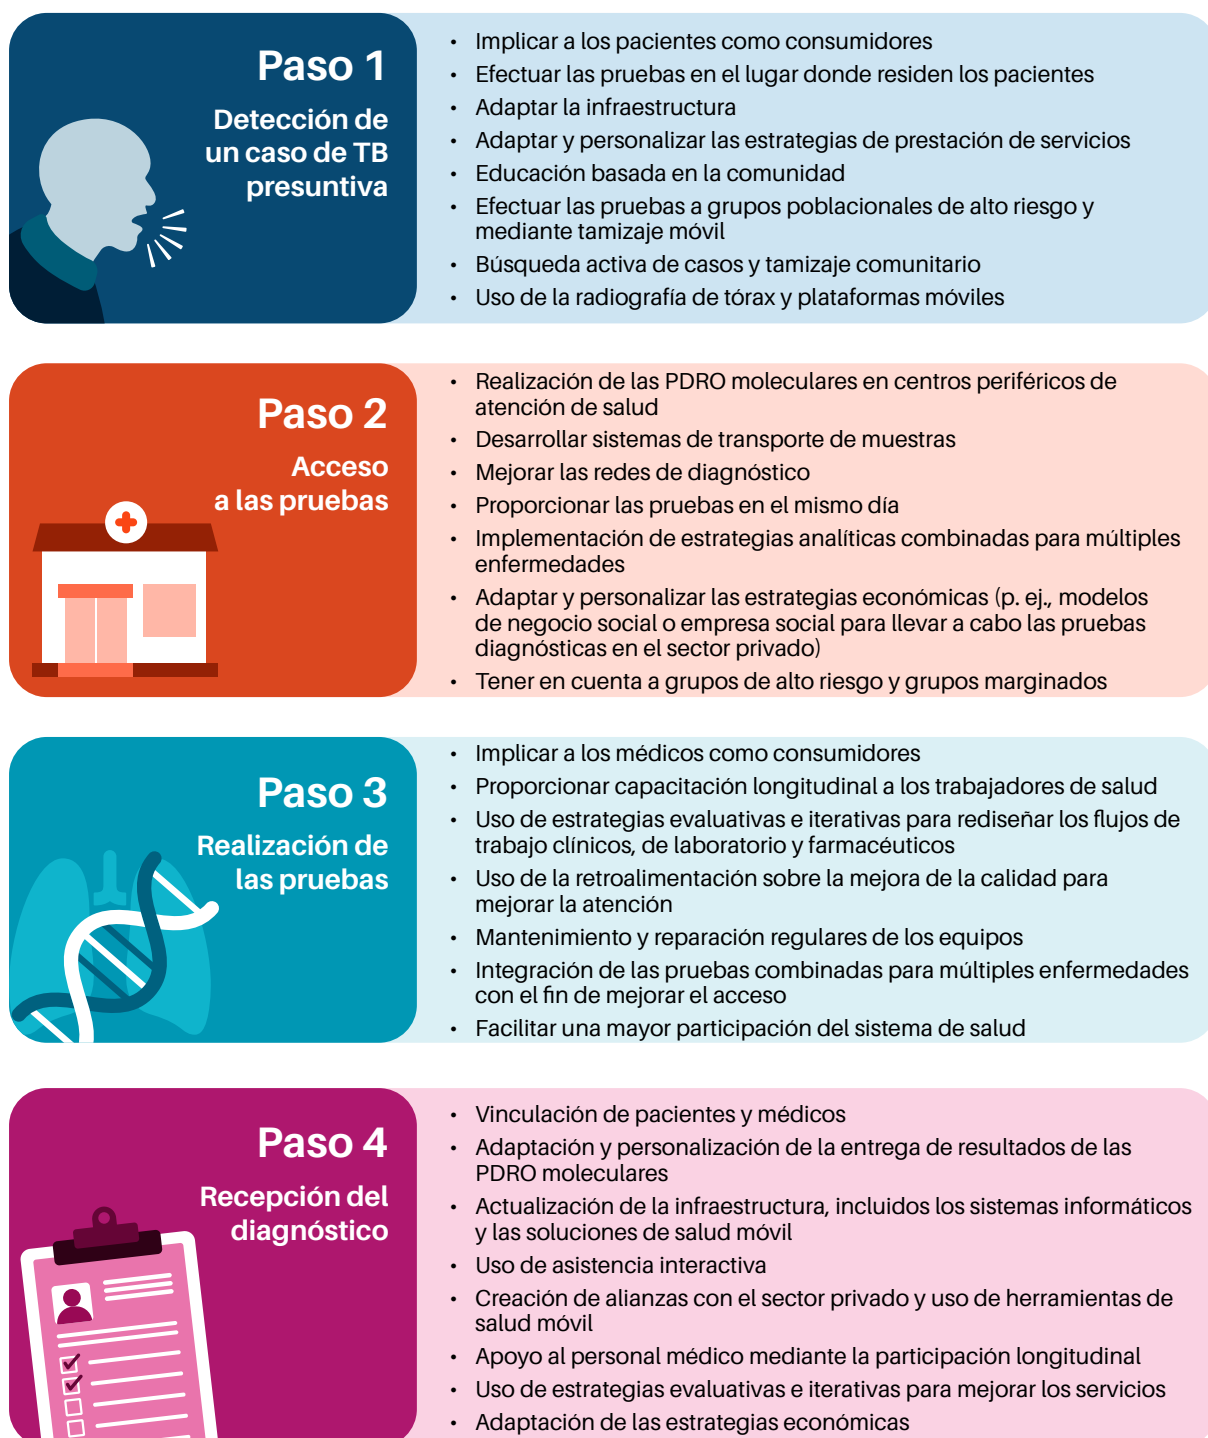 Paso 1
Detección de
un caso de TB
presuntiva
• Implicar a los pacientes como consumidores
• Efectuar las pruebas en el lugar donde residen los pacientes
• Adaptar la infraestructura
• Adaptar y personalizar las estrategias de prestación de servicios
• Educación basada en la comunidad
• Efectuar las pruebas a grupos poblacionales de alto riesgo y
mediante tamizaje móvil
• Búsqueda activa de casos y tamizaje comunitario
• Uso de la radiografía de tórax y plataformas móviles
Paso 2
Acceso
a las pruebas
• Realización de las PDRO moleculares en centros periféricos de
atención de salud
• Desarrollar sistemas de transporte de muestras
• Mejorar las redes de diagnóstico
• Proporcionar las pruebas en el mismo día
• Implementación de estrategias analíticas combinadas para múltiples
enfermedades
• Adaptar y personalizar las estrategias económicas (p. ej., modelos
de negocio social o empresa social para llevar a cabo las pruebas
diagnósticas en el sector privado)
• Tener en cuenta a grupos de alto riesgo y grupos marginados
Paso 3
Realización de
las pruebas
• Implicar a los médicos como consumidores
• Proporcionar capacitación longitudinal a los trabajadores de salud
• Uso de estrategias evaluativas e iterativas para rediseñar los flujos de
trabajo clínicos, de laboratorio y farmacéuticos
• Uso de la retroalimentación sobre la mejora de la calidad para
mejorar la atención
• Mantenimiento y reparación regulares de los equipos
• Integración de las pruebas combinadas para múltiples enfermedades
con el fin de mejorar el acceso
• Facilitar una mayor participación del sistema de salud
Paso 4
Recepción del
diagnóstico
• Vinculación de pacientes y médicos
• Adaptación y personalización de la entrega de resultados de las
PDRO moleculares
• Actualización de la infraestructura, incluidos los sistemas informáticos
y las soluciones de salud móvil
• Uso de asistencia interactiva
• Creación de alianzas con el sector privado y uso de herramientas de
salud móvil
• Apoyo al personal médico mediante la participación longitudinal
• Uso de estrategias evaluativas e iterativas para mejorar los servicios
• Adaptación de las estrategias económicas